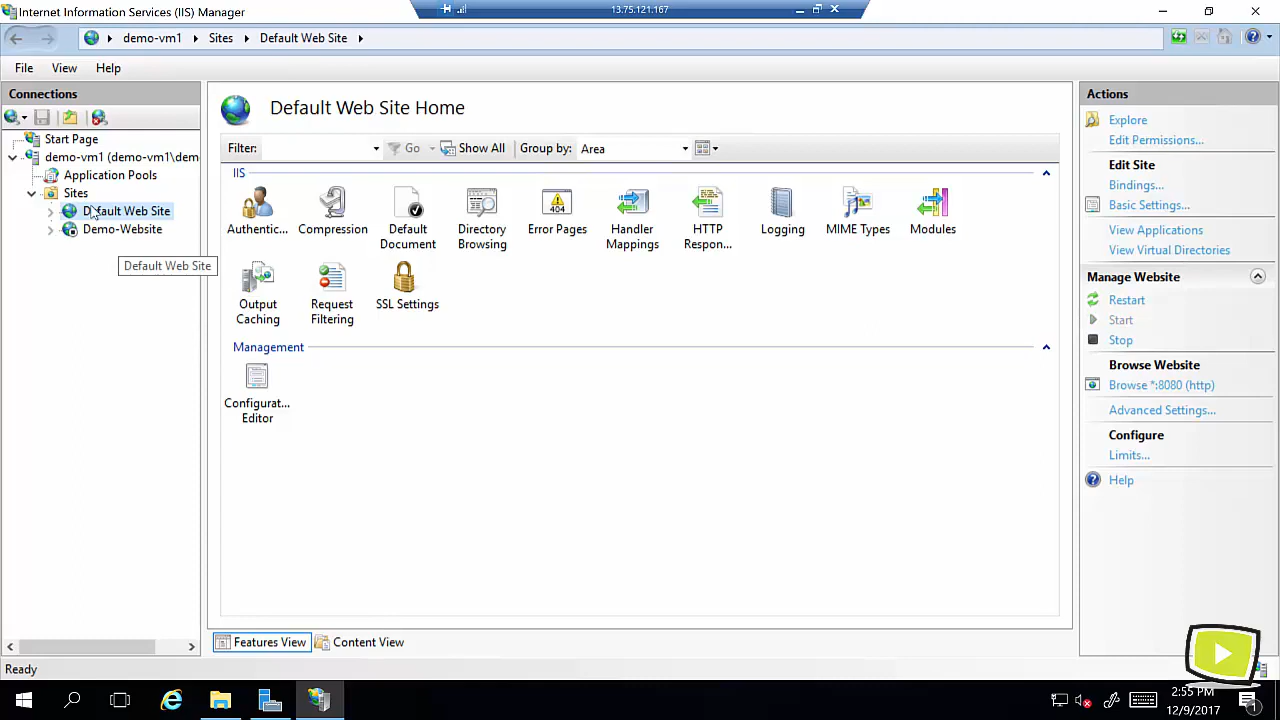 Internet Information Services (IIS) Manager
13.75.121.167
demo-vm1
Sites
Default Web Site
File
View
Help
Connections
Start Page
demo-vm1 (demo-vm1\dem
Application Pools
Sites
Default Web Site
Demo-Website
Default Web Site
Default Web Site Home
Filter:
Go
Show All
Group by:
Area
IIS
Authentic...
Compression
Default
Document
Directory
Browsing
Error Pages
Handler
Mappings
HTTP
Respon...
Logging
MIME Types
Modules
Output
Caching
Request
Filtering
SSL Settings
Management
Configurat...
Editor
Features View
Content View
Actions
Explore
Edit Permissions...
Edit Site
Bindings...
Basic Settings...
View Applications
View Virtual Directories
Manage Website
Restart
Start
Stop
Browse Website
Browse *:8080 (http)
Advanced Settings...
Configure
Limits...
Help
Ready
2:55 PM
12/9/2017